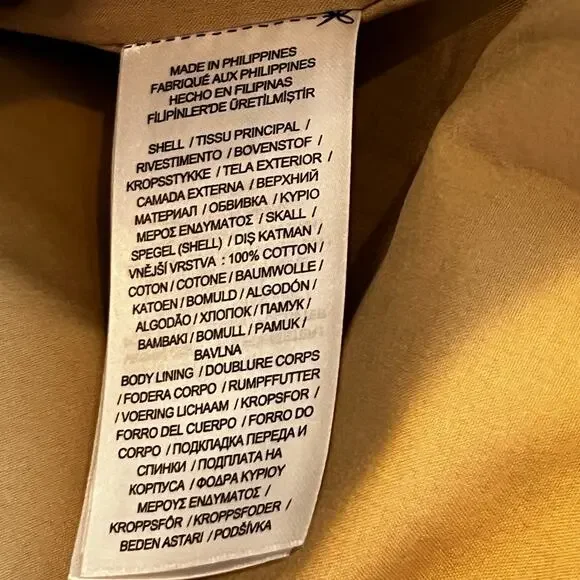 MADE IN PHILIPPINES
FABRIQUÉ AUX PHILIPPINES
HECHO EN FILIPINAS
FİLİPİNLER'DE ÜRETİLMİŞTİR
SHELL / TISSU PRINCIPAL /
RIVESTIMENTO / BOVENSTOF /
KROPSSTYKKE / TELA EXTERIOR /
CAMADA EXTERNA / ВЕРХНИЙ
МАТЕРИАЛ / ОБВИВКА / ΚΥΡΙΟ
ΜΕΡΟΣ ΕΝΔΥΜΑΤΟΣ / SKALL /
SPEGEL (SHELL) / DIŞ KATMAN /
VNĚJŠÍ VRSTVA : 100% COTTON /
COTON / COTONE / BAUMWOLLE /
KATOEN / BOMULD / ALGODÓN /
ALGODÃO / ХЛОПОК / ПАМУК /
BAMBAKI / BOMULL / PAMUK /
BAVLNA
BODY LINING / DOUBLURE CORPS
/ FODERA CORPO / RUMPFFUTTER
/ VOERING LICHAAM / KROPSFOR /
FORRO DEL CUERPO / FORRO DO
CORPO / ПОДКЛАДКА ПЕРЕДА И
СПИНКИ / ПОДПЛАТА НА
КОРПУСА / ΦΟΔΡΑ ΚΥΡΙΟΥ
ΜΕΡΟΥΣ ΕΝΔΥΜΑΤΟΣ /
KROPPSFÔR / KROPPSFODER /
BEDEN ASTARI / PODŠÍVKA